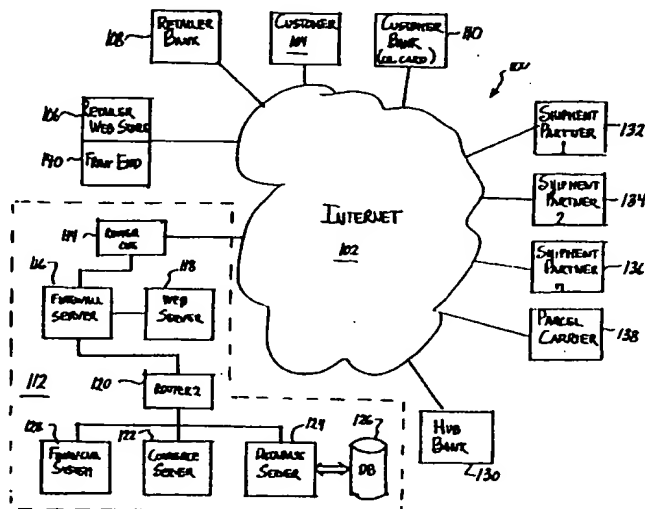 108
RETAILER
BANK
CUSTOMER
104
CUSTOMER
BANK
(CR. CARD)
110
100
106
RETAILER
WEB STORE
140
FRONT END
SHIPMENT
PARTNER
1
132
SHIPMENT
PARTNER
2
134
SHIPMENT
PARTNER
n
136
PARCEL
CARRIER
138
INTERNET
102
114
ROUTER
ONE
116
FIREWALL
SERVER
118
WEB
SERVER
112
120
ROUTER 2
128
FINANCIAL
SYSTEM
122
COMMERCE
SERVER
124
DATABASE
SERVER
126
DB
HUB
BANK
130